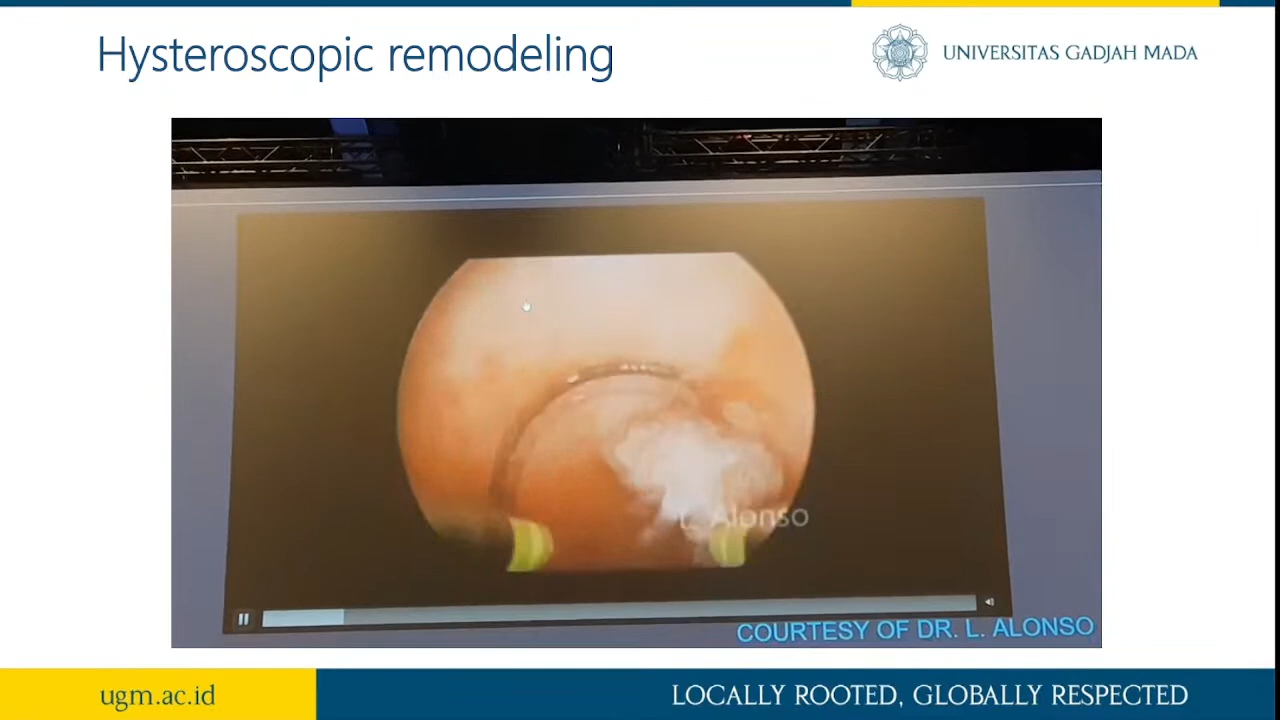 Hysteroscopic remodeling
UNIVERSITAS GADJAH MADA
L. Alonso
COURTESY OF DR. L. ALONSO
ugm.ac.id
LOCALLY ROOTED, GLOBALLY RESPECTED